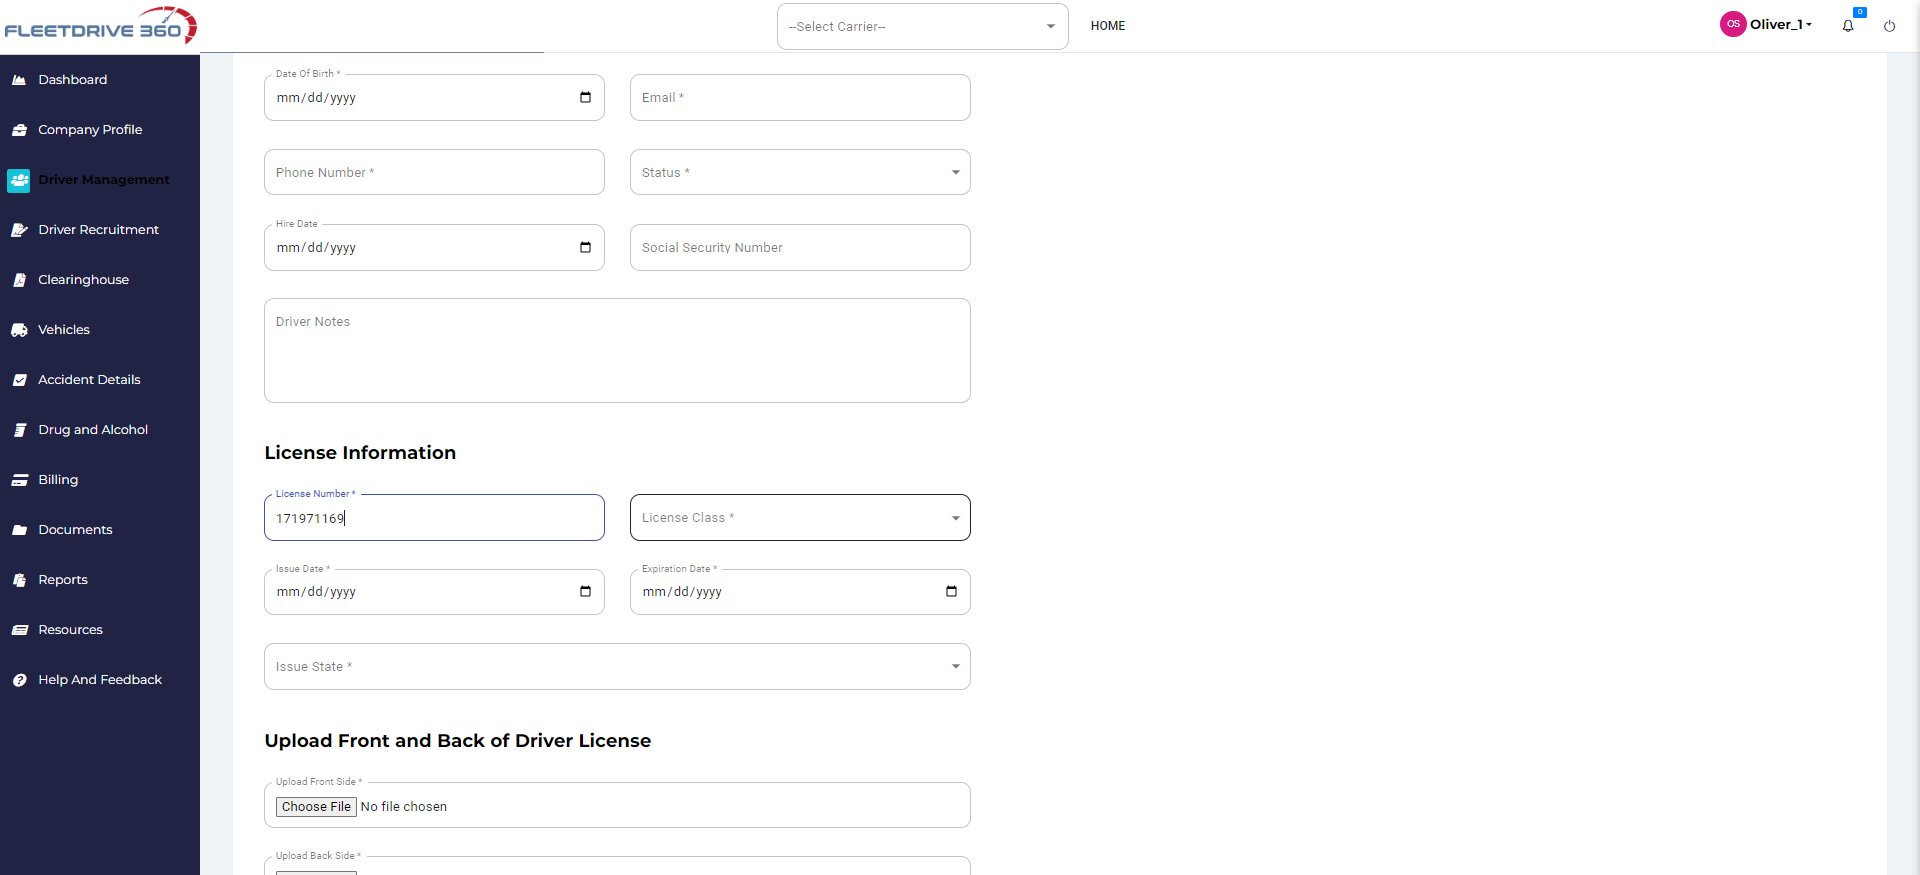 FLEETDRIVE 360
--Select Carrier--
HOME
OS
Oliver_1
0
Dashboard
Company Profile
Driver Management
Driver Recruitment
Clearinghouse
Vehicles
Accident Details
Drug and Alcohol
Billing
Documents
Reports
Resources
Help And Feedback
Date Of Birth *
mm/dd/yyyy
Email *
Phone Number *
Status *
Hire Date
mm/dd/yyyy
Social Security Number
Driver Notes
License Information
License Number *
171971169
License Class *
Issue Date *
mm/dd/yyyy
Expiration Date *
mm/dd/yyyy
Issue State *
Upload Front and Back of Driver License
Upload Front Side *
Choose File No file chosen
Upload Back Side *